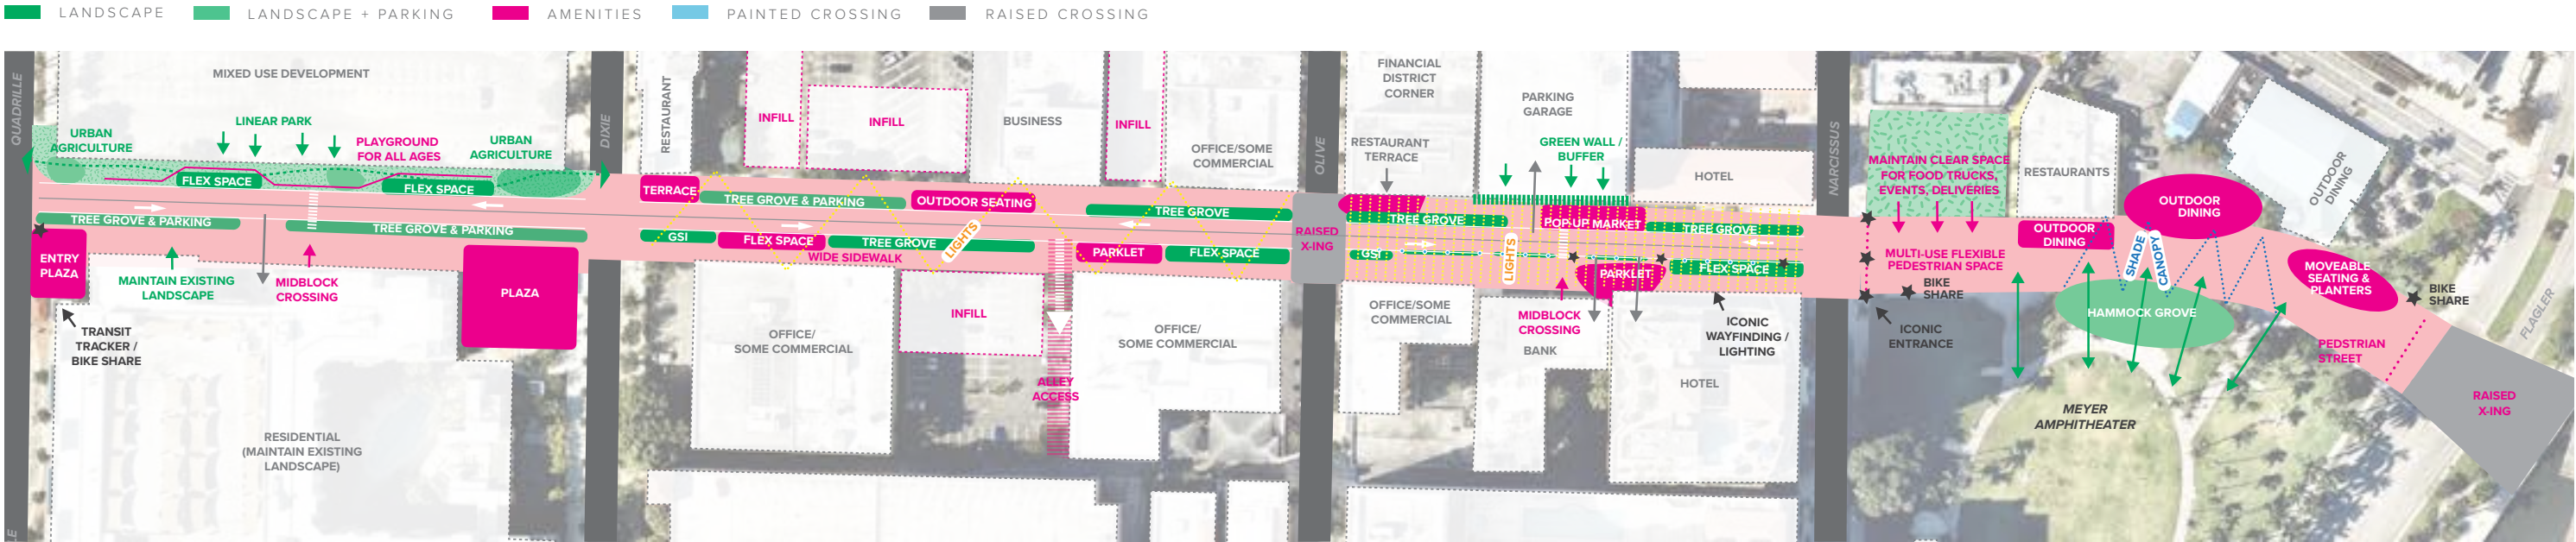 LANDSCAPE
LANDSCAPE + PARKING
AMENITIES
PAINTED CROSSING
RAISED CROSSING
QUADRILLE
MIXED USE DEVELOPMENT
URBAN
AGRICULTURE
LINEAR PARK
PLAYGROUND
FOR ALL AGES
URBAN
AGRICULTURE
FLEX SPACE
FLEX SPACE
TREE GROVE & PARKING
TREE GROVE & PARKING
ENTRY
PLAZA
MAINTAIN EXISTING
LANDSCAPE
MIDBLOCK
CROSSING
PLAZA
TRANSIT
TRACKER /
BIKE SHARE
RESIDENTIAL
(MAINTAIN EXISTING
LANDSCAPE)
LE
DIXIE
RESTAURANT
INFILL
INFILL
BUSINESS
INFILL
OFFICE/SOME
COMMERCIAL
TERRACE
TREE GROVE & PARKING
OUTDOOR SEATING
TREE GROVE
GSI
FLEX SPACE
TREE GROVE
LIGHTS
WIDE SIDEWALK
PARKLET
FLEX SPACE
INFILL
OFFICE/
SOME COMMERCIAL
OFFICE/
SOME COMMERCIAL
ALLEY
ACCESS
OLIVE
RAISED
X-ING
FINANCIAL
DISTRICT
CORNER
RESTAURANT
TERRACE
PARKING
GARAGE
GREEN WALL /
BUFFER
HOTEL
TREE GROVE
POP-UP MARKET
TREE GROVE
GSI
LIGHTS
PARKLET
FLEX SPACE
OFFICE/SOME
COMMERCIAL
MIDBLOCK
CROSSING
BANK
ICONIC
WAYFINDING /
LIGHTING
HOTEL
NARCISSUS
MAINTAIN CLEAR SPACE
FOR FOOD TRUCKS,
EVENTS, DELIVERIES
RESTAURANTS
OUTDOOR
DINING
OUTDOOR
DINING
OUTDOOR
DINING
MULTI-USE FLEXIBLE
PEDESTRIAN SPACE
SHADE
CANOPY
BIKE
SHARE
ICONIC
ENTRANCE
HAMMOCK GROVE
MOVEABLE
SEATING &
PLANTERS
BIKE
SHARE
FLAGLER
PEDSTRIAN
STREET
MEYER
AMPHITHEATER
RAISED
X-ING